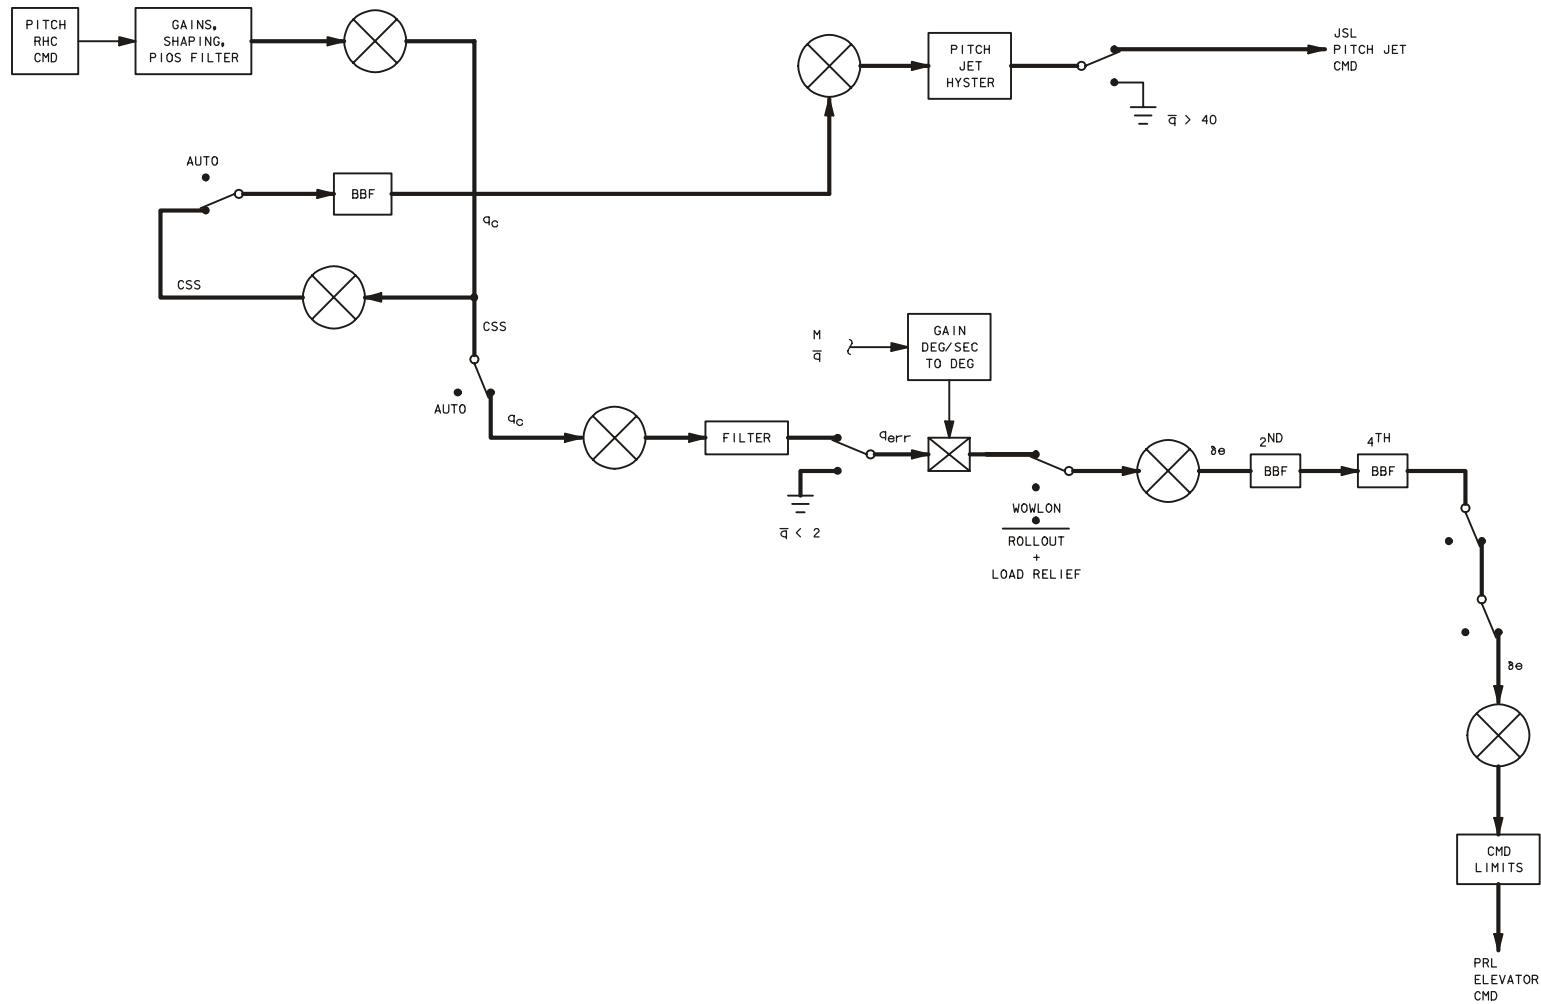 PITCH
RHC
CMD
GAINS,
SHAPING,
PIOS FILTER
PITCH
JET
HYSTER
JSL
PITCH JET
CMD
q̅ > 40
AUTO
BBF
qc
CSS
CSS
AUTO
qc
M
q̅
GAIN
DEG/SEC
TO DEG
FILTER
qerr
q̅ < 2
WOWLON
ROLLOUT
+
LOAD RELIEF
δe
2ND
BBF
4TH
BBF
δe
CMD
LIMITS
PRL
ELEVATOR
CMD